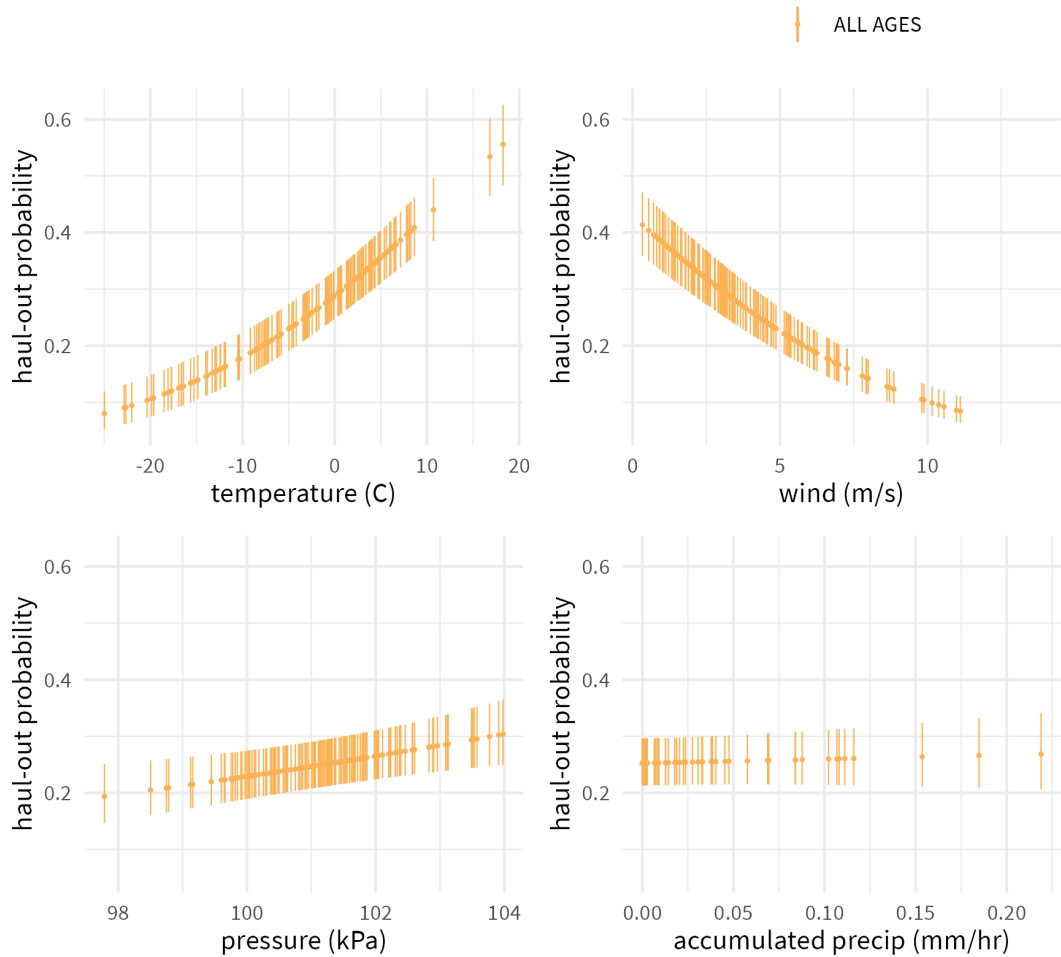 ALL AGES
haul-out probability
0.6
0.4
0.2
-20 -10 0 10 20
temperature (C)
haul-out probability
0.6
0.4
0.2
0 5 10
wind (m/s)
haul-out probability
0.6
0.4
0.2
98 100 102 104
pressure (kPa)
haul-out probability
0.6
0.4
0.2
0.00 0.05 0.10 0.15 0.20
accumulated precip (mm/hr)